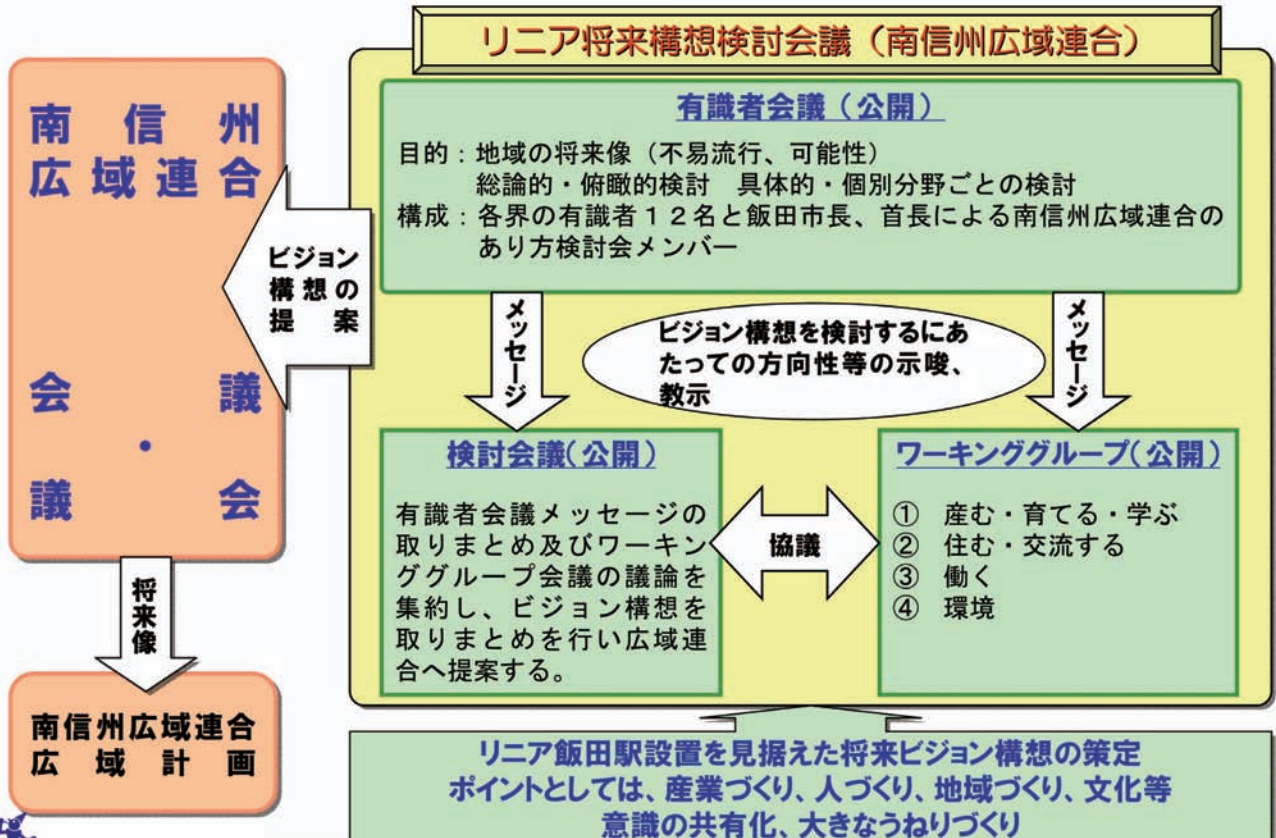 リニア将来構想検討会議（南信州広域連合）
南信州
広域連合
会議
・
議会
ビジョン
構想の
提案
有識者会議（公開）
目的：地域の将来像（不易流行、可能性）
総論的・俯瞰的検討　具体的・個別分野ごとの検討
構成：各界の有識者１２名と飯田市長、首長による南信州広域連合の
あり方検討会メンバー
メッセージ
ビジョン構想を検討するにあ
たっての方向性等の示唆、
教示
メッセージ
検討会議（公開）
有識者会議メッセージの
取りまとめ及びワーキン
ググループ会議の議論を
集約し、ビジョン構想を
取りまとめを行い広域連
合へ提案する。
協議
ワーキンググループ（公開）
①　産む・育てる・学ぶ
②　住む・交流する
③　働く
④　環境
将来像
南信州広域連合
広域計画
リニア飯田駅設置を見据えた将来ビジョン構想の策定
ポイントとしては、産業づくり、人づくり、地域づくり、文化等
意識の共有化、大きなうねりづくり